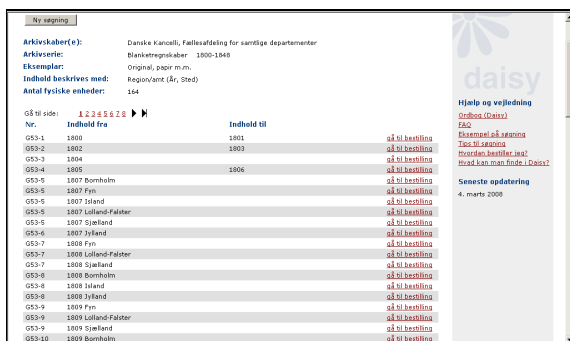 Ny søgning
Arkivskaber(e): Danske Kancelli, Fællesafdeling for samtlige departementer
Arkivserie: Blanketregnskaber 1800-1848
Eksemplar: Original, papir m.m.
Indhold beskrives med: Region/amt (År, Sted)
Antal fysiske enheder: 164
Gå til side: 1 2 3 4 5 6 7 8
Nr. Indhold fra Indhold til
G53-1 1800 1801 gå til bestilling
G53-2 1802 1803 gå til bestilling
G53-3 1804 gå til bestilling
G53-4 1805 1806 gå til bestilling
G53-5 1807 Bornholm gå til bestilling
G53-5 1807 Fyn gå til bestilling
G53-5 1807 Island gå til bestilling
G53-5 1807 Lolland-Falster gå til bestilling
G53-5 1807 Sjælland gå til bestilling
G53-6 1807 Jylland gå til bestilling
G53-7 1808 Fyn gå til bestilling
G53-7 1808 Lolland-Falster gå til bestilling
G53-7 1808 Sjælland gå til bestilling
G53-8 1808 Bornholm gå til bestilling
G53-8 1808 Island gå til bestilling
G53-8 1808 Jylland gå til bestilling
G53-9 1809 Fyn gå til bestilling
G53-9 1809 Lolland-Falster gå til bestilling
G53-9 1809 Sjælland gå til bestilling
G53-10 1809 Bornholm gå til bestilling
daisy
Hjælp og vejledning
Ordbog (Daisy)
FAQ
Eksempel på søgning
Tips til søgning
Hvordan bestiller jeg?
Hvad kan man finde i Daisy?
Seneste opdatering
4. marts 2008